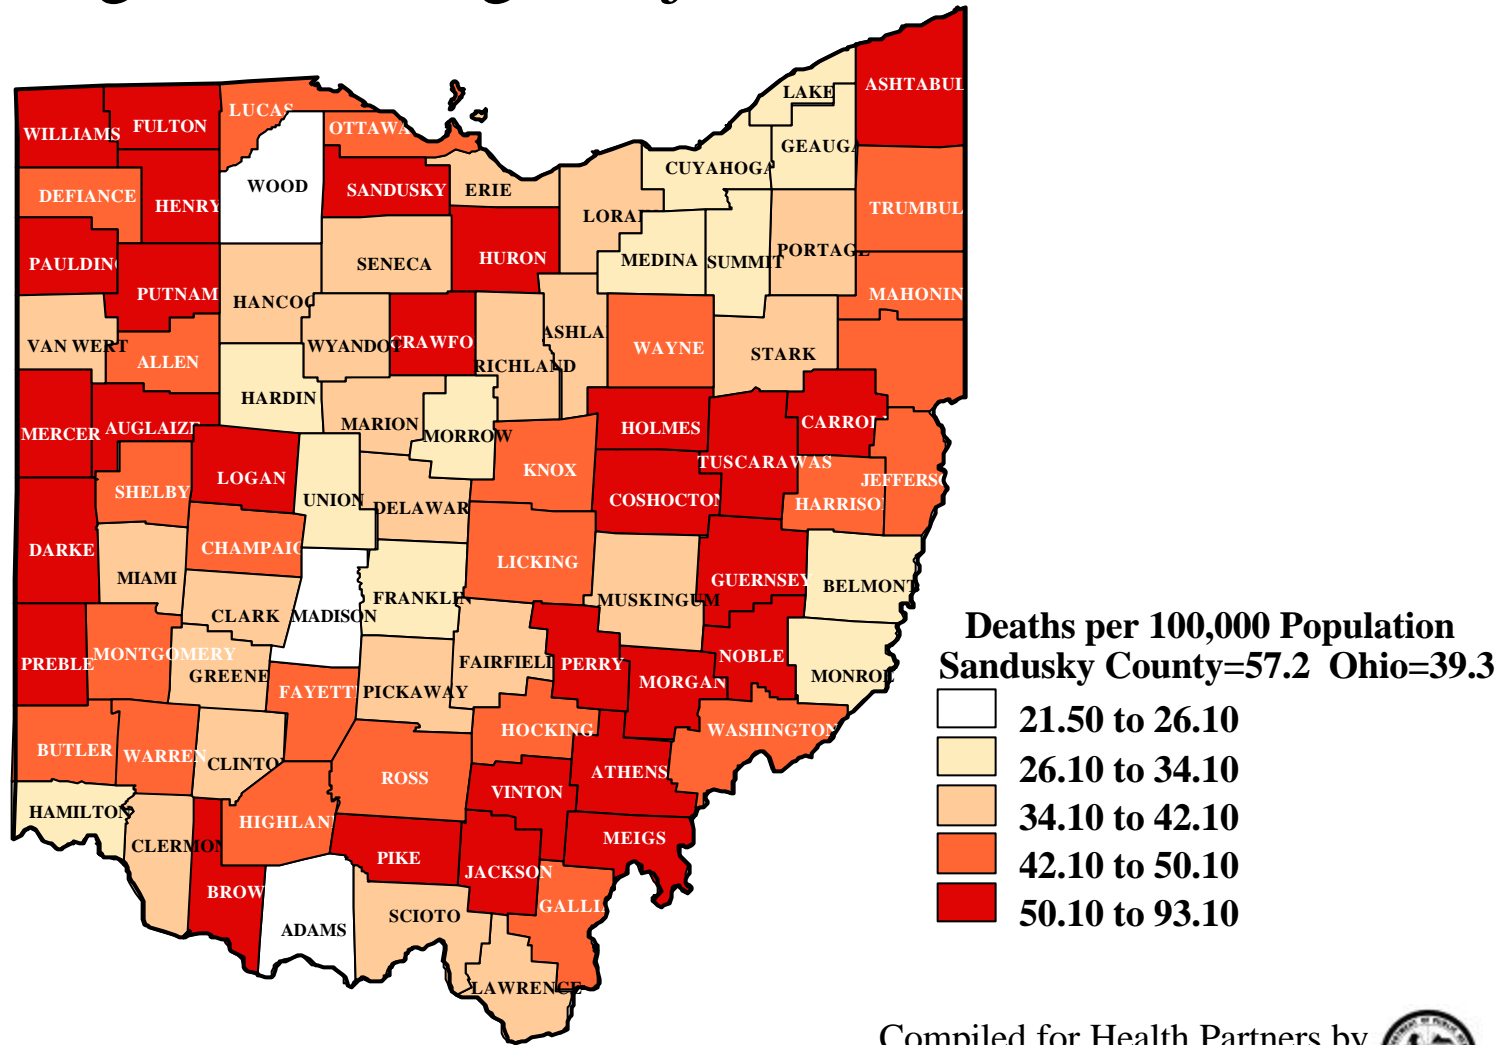 ASHTABUL
LAKE
WILLIAMS
FULTON
LUCAS
OTTAWA
GEAUGA
CUYAHOGA
WOOD
SANDUSKY
ERIE
DEFIANCE
HENRY
LORAI
TRUMBUL
PAULDIN
SENECA
HURON
MEDINA
SUMMIT
PORTAGE
PUTNAM
HANCOC
MAHONIN
VAN WERT
ALLEN
WYANDOT
CRAWFO
RICHLAND
ASHLA
WAYNE
STARK
HARDIN
MARION
MORROW
MERCER
AUGLAIZE
HOLMES
CARROL
LOGAN
KNOX
TUSCARAWAS
SHELBY
UNION
DELAWAR
COSHOCTON
HARRISO
JEFFERSO
DARKE
CHAMPAIG
LICKING
MIAMI
GUERNSEY
BELMONT
CLARK
MADISON
FRANKLIN
MUSKINGUM
PREBLE
MONTGOMERY
GREENE
FAYETT
PICKAWAY
FAIRFIELD
PERRY
MORGAN
NOBLE
MONROE
BUTLER
WARREN
CLINTO
ROSS
HOCKING
WASHINGTON
ATHENS
VINTON
HAMILTON
CLERMON
HIGHLAN
PIKE
MEIGS
JACKSON
BROW
ADAMS
SCIOTO
GALLI
LAWRENCE
Deaths per 100,000 Population
Sandusky County=57.2 Ohio=39.3
21.50 to 26.10
26.10 to 34.10
34.10 to 42.10
42.10 to 50.10
50.10 to 93.10
Compiled for Health Partners by